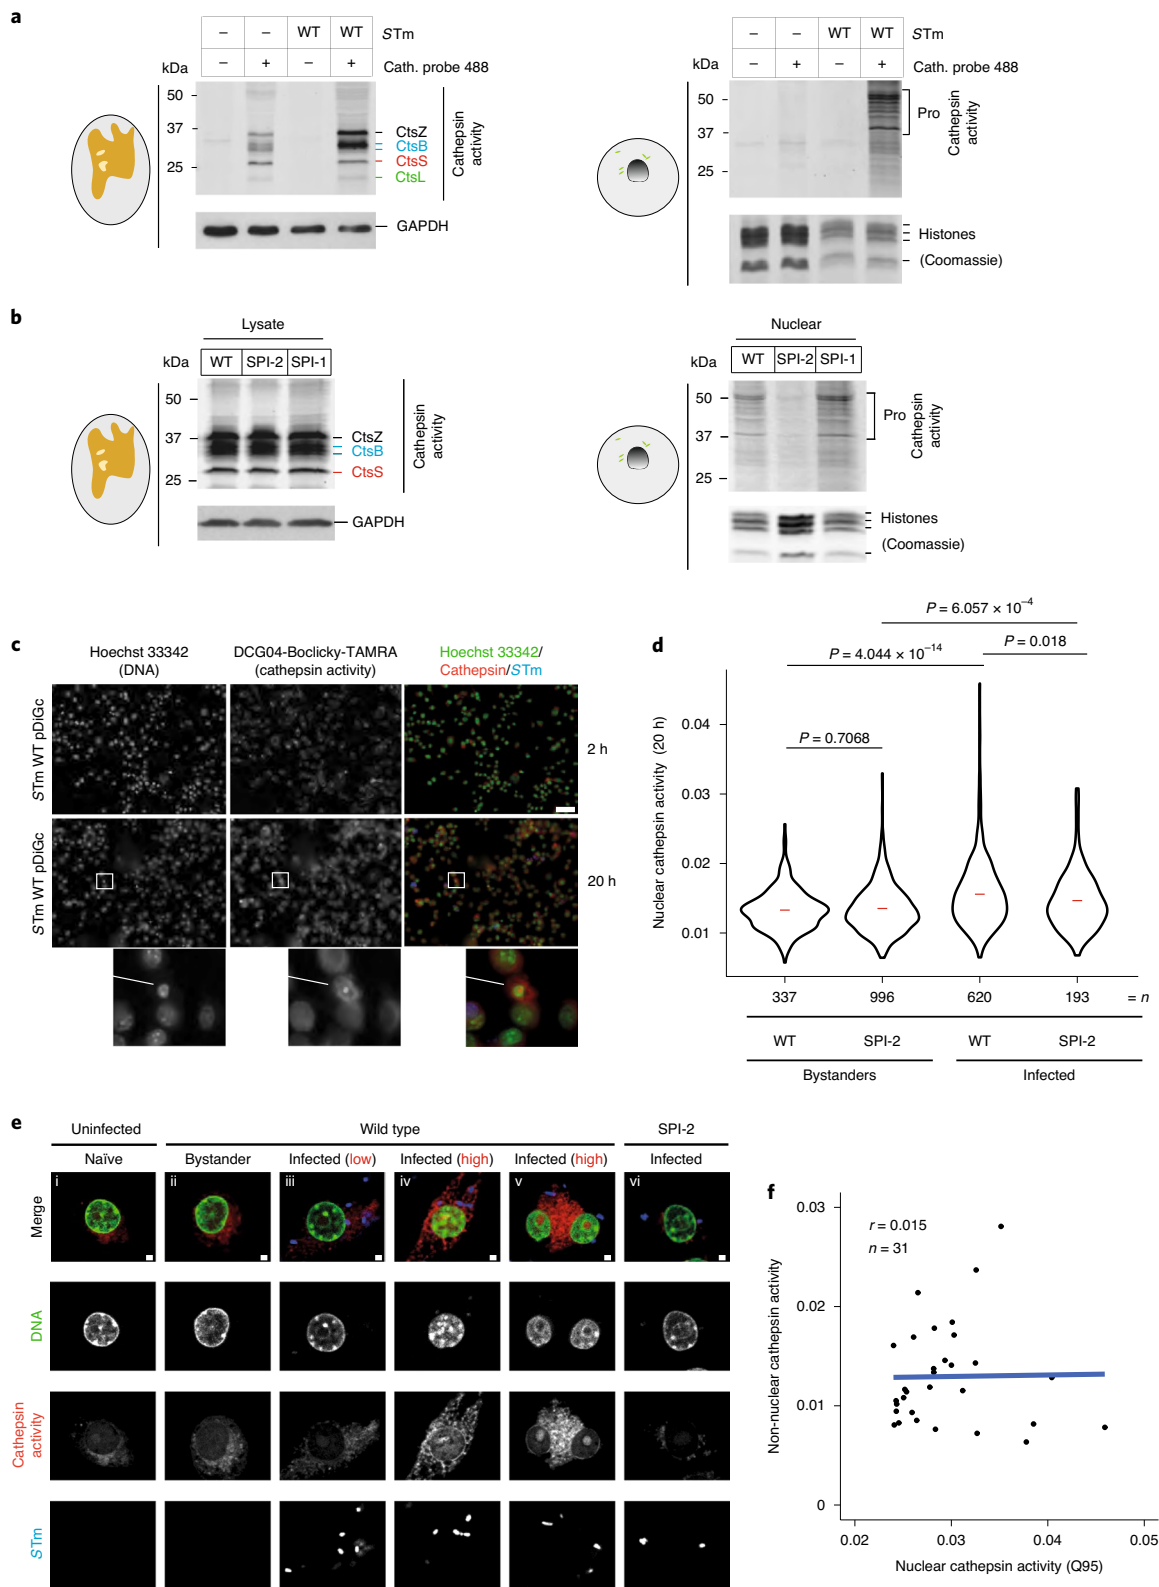 a
– – WT WT STm
– + – + Cath. probe 488
kDa
50
37
25
CtsZ
CtsB
CtsS
CtsL
Cathepsin activity
GAPDH
– – WT WT STm
– + – + Cath. probe 488
kDa
50
37
25
Pro
Cathepsin activity
Histones
(Coomassie)
b
Lysate
kDa WT SPI-2 SPI-1
50
37
25
CtsZ
CtsB
CtsS
Cathepsin activity
GAPDH
Nuclear
kDa WT SPI-2 SPI-1
50
37
25
Pro
Cathepsin activity
Histones
(Coomassie)
c
Hoechst 33342
(DNA)
DCG04-Boclicky-TAMRA
(cathepsin activity)
Hoechst 33342/
Cathepsin/STm
STm WT pDiGc
2 h
STm WT pDiGc
20 h
d
P = 6.057 × 10⁻⁴
P = 0.018
P = 4.044 × 10⁻¹⁴
P = 0.7068
Nuclear cathepsin activity (20 h)
0.04
0.03
0.02
0.01
337 996 620 193 = n
WT SPI-2 WT SPI-2
Bystanders Infected
e
Uninfected Wild type SPI-2
Naïve Bystander Infected (low) Infected (high) Infected (high) Infected
i ii iii iv v vi
Merge
DNA
Cathepsin
activity
STm
f
r = 0.015
n = 31
Non-nuclear cathepsin activity
0.03
0.02
0.01
0
0.02 0.03 0.04 0.05
Nuclear cathepsin activity (Q95)